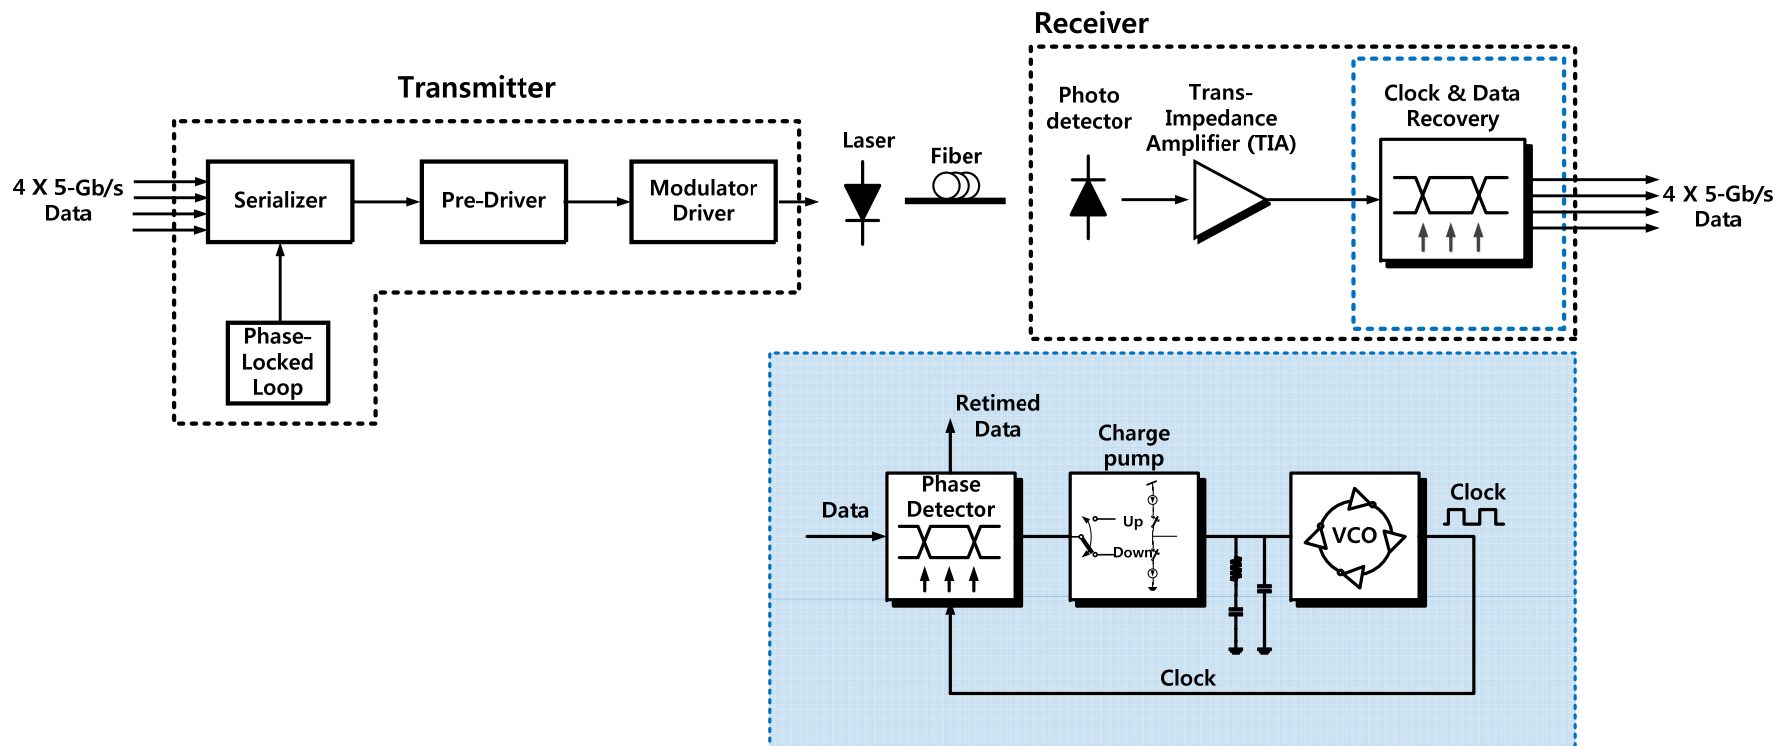 Receiver
Transmitter
4 X 5-Gb/s
Data
Serializer
Pre-Driver
Modulator
Driver
Phase-
Locked
Loop
Laser
Fiber
Photo
detector
Trans-
Impedance
Amplifier (TIA)
Clock & Data
Recovery
4 X 5-Gb/s
Data
Retimed
Data
Data
Phase
Detector
Charge
pump
Up
Down
VCO
Clock
Clock